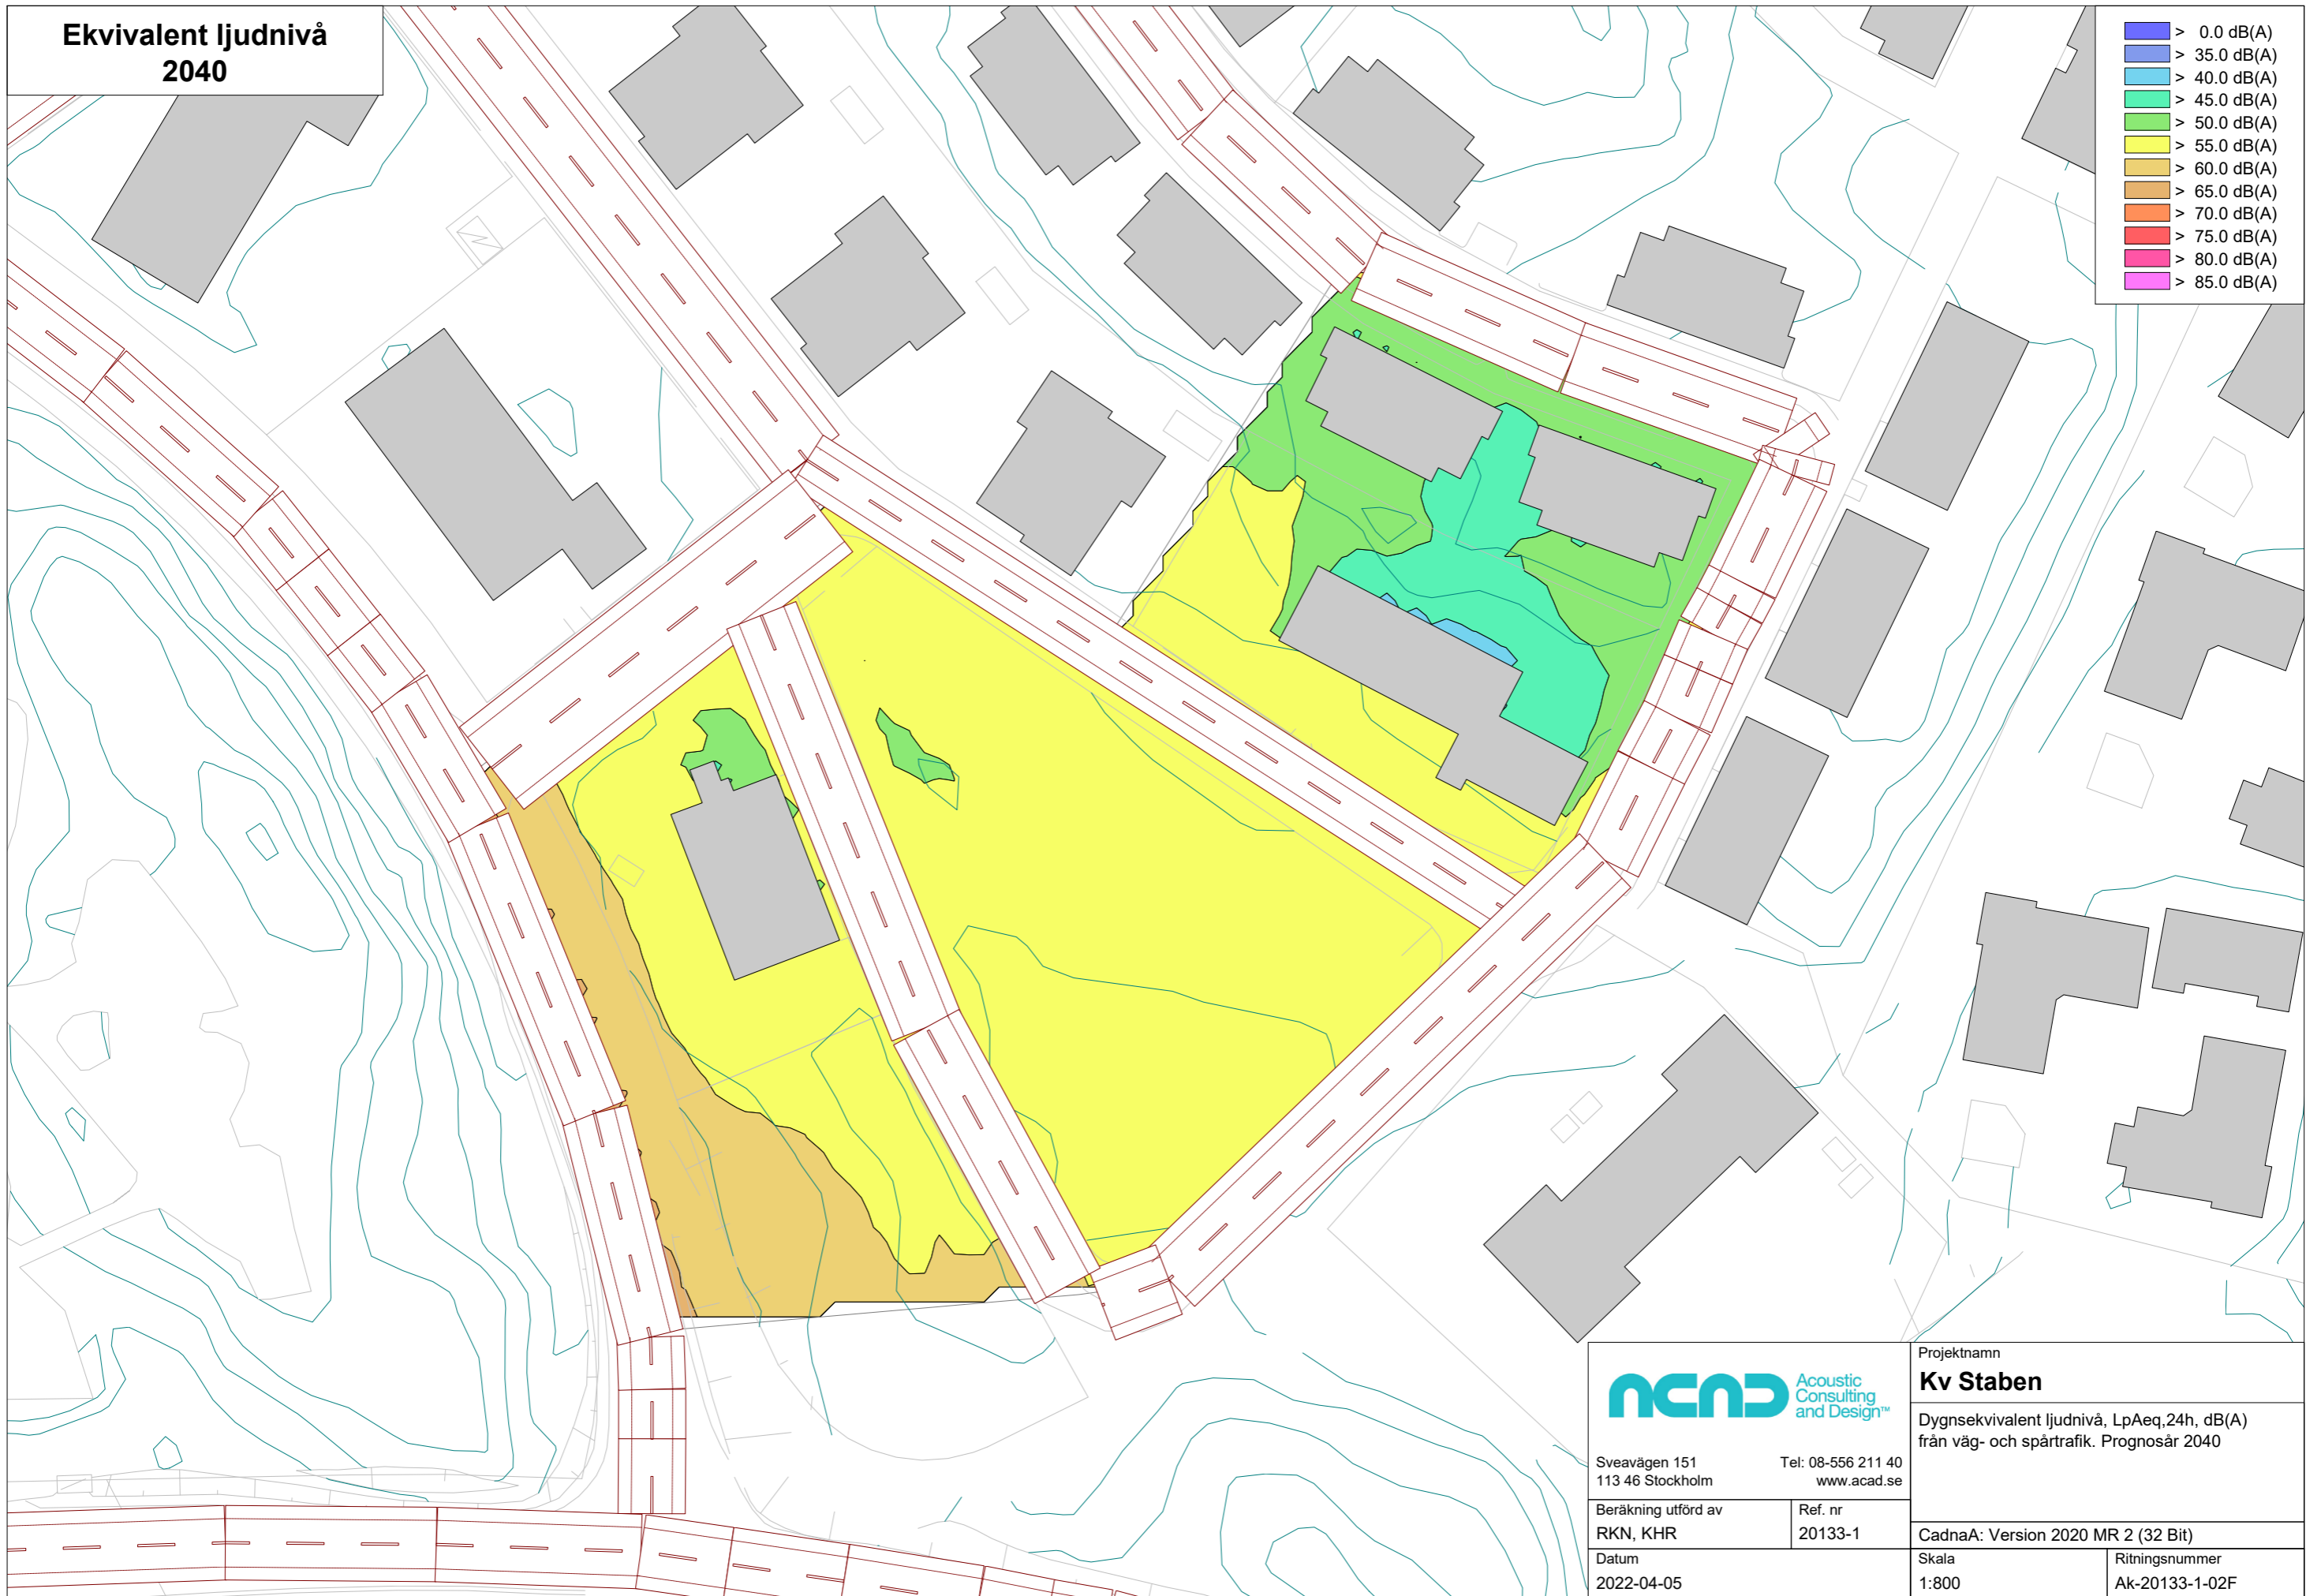 Ekvivalent ljudnivå
2040
> 0.0 dB(A)
> 35.0 dB(A)
> 40.0 dB(A)
> 45.0 dB(A)
> 50.0 dB(A)
> 55.0 dB(A)
> 60.0 dB(A)
> 65.0 dB(A)
> 70.0 dB(A)
> 75.0 dB(A)
> 80.0 dB(A)
> 85.0 dB(A)
ACAD
Acoustic
Consulting
and Design™
Sveavägen 151 Tel: 08-556 211 40
113 46 Stockholm www.acad.se
Beräkning utförd av
RKN, KHR
Ref. nr
20133-1
Datum
2022-04-05
Projektnamn
Kv Staben
Dygnsekvivalent ljudnivå, LpAeq,24h, dB(A)
från väg- och spårtrafik. Prognosår 2040
CadnaA: Version 2020 MR 2 (32 Bit)
Skala
1:800
Ritningsnummer
Ak-20133-1-02F